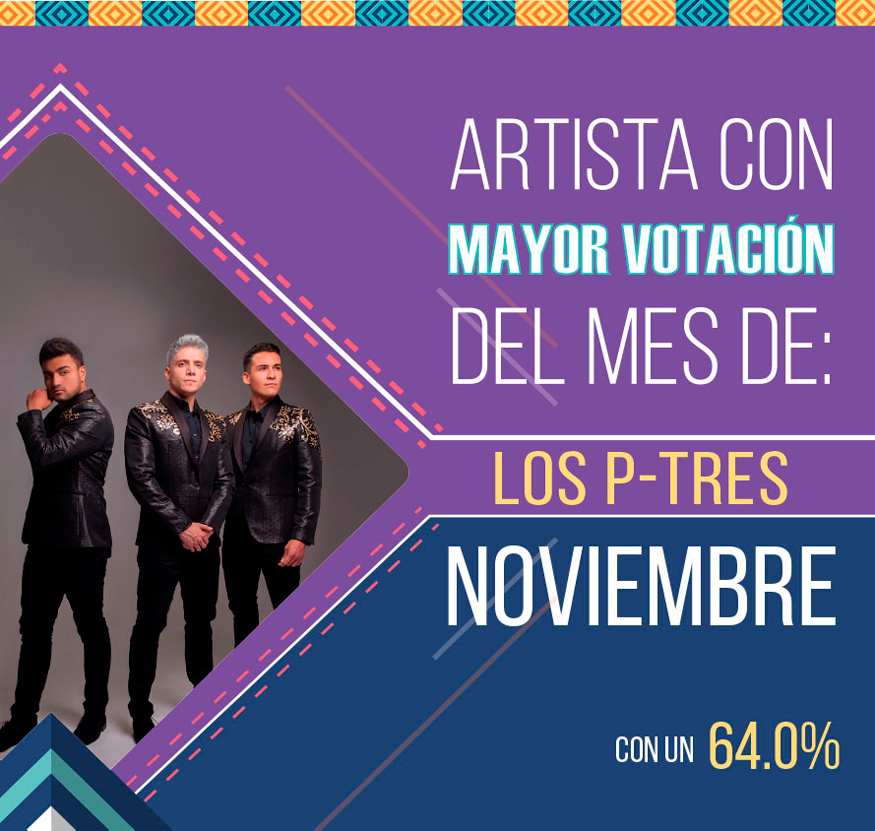 ARTISTA CON
MAYOR VOTACIÓN
DEL MES DE:
LOS P-TRES
NOVIEMBRE
CON UN 64.0%